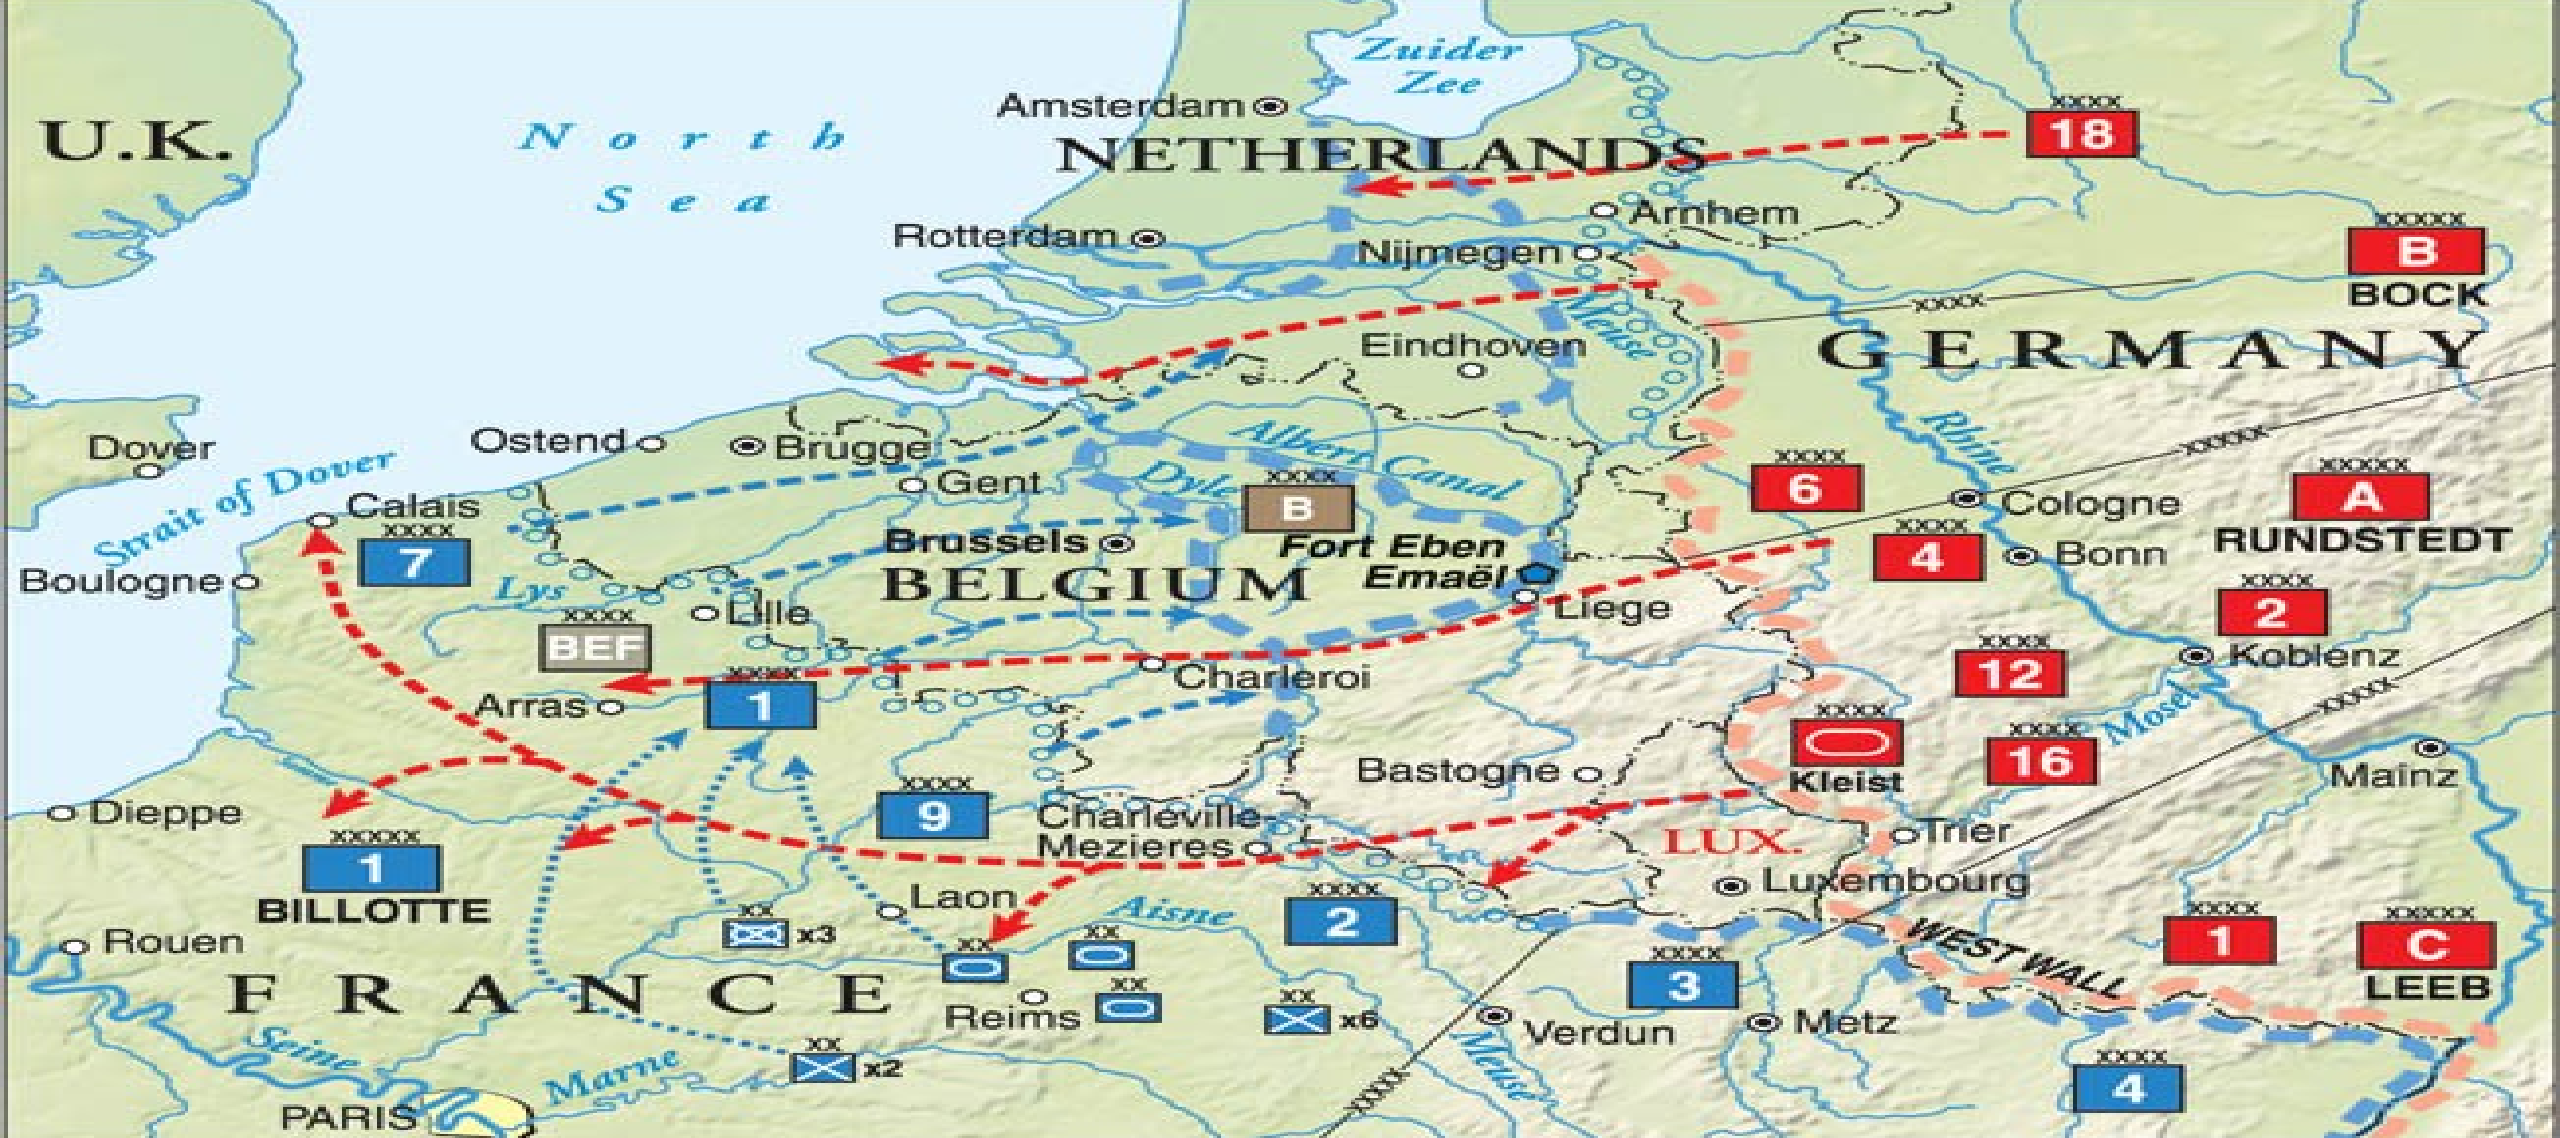 Zuider
Zee
U.K.
North
Sea
Amsterdam
NETHERLANDS
xxxx
18
Arnhem
Rotterdam
Nijmegen
xxxxx
B
BOCK
xxxx
Meuse
Eindhoven
GERMANY
Dover
Strait of Dover
Ostend
Brugge
Albert Canal
Rhine
xxxxx
Gent
Dyle
xxxx
B
xxxx
6
xxxxx
A
RUNDSTEDT
Calais
xxxx
7
Cologne
Brussels
Fort Eben
Emaël
xxxx
4
Bonn
Boulogne
Lys
BELGIUM
Liege
xxxx
2
xxxx
BEF
Lille
xxxx
12
Koblenz
Charleroi
Arras
xxxx
1
Mosel
xxxxx
xxxx
Kleist
xxxx
16
Mainz
Bastogne
Dieppe
xxxx
9
Charleville-
Mezieres
LUX.
Trier
xxxxx
1
BILLOTTE
Laon
Aisne
xxxx
2
Luxembourg
xx
x3
Rouen
WEST WALL
xxxx
1
xxxxx
C
LEEB
xx
xx
xxxx
3
FRANCE
xx
Reims
xx
x6
Verdun
Metz
Seine
Marne
xx
x2
Meuse
xxxx
xxxx
4
PARIS